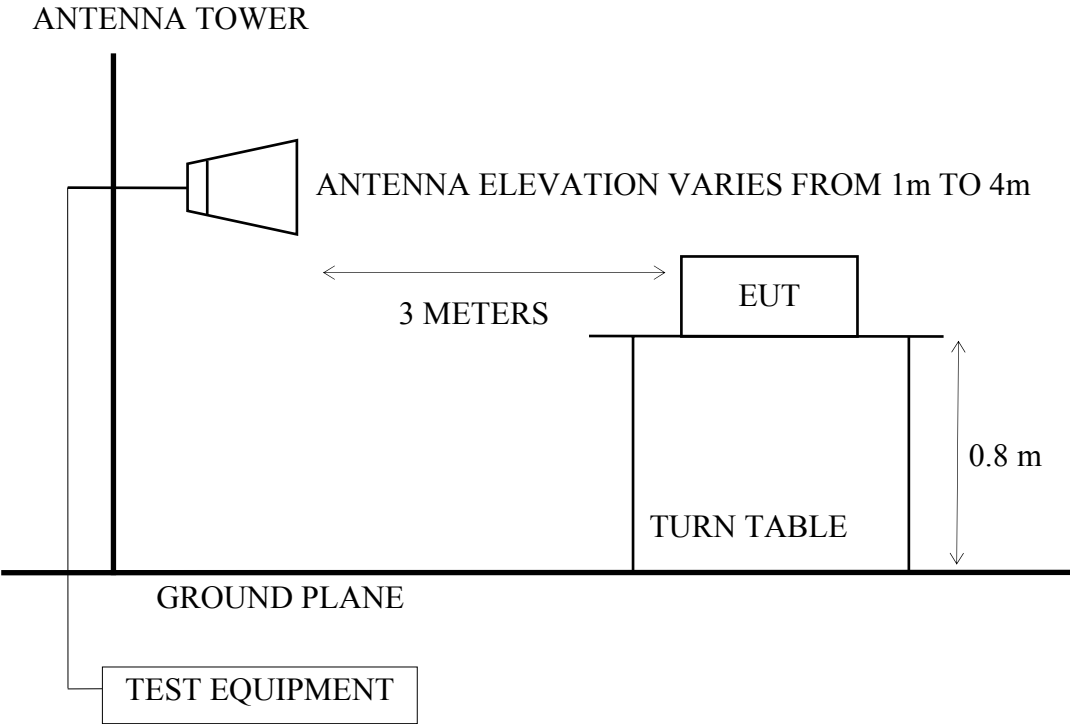 ANTENNA TOWER
ANTENNA ELEVATION VARIES FROM 1m TO 4m
EUT
3 METERS
0.8 m
TURN TABLE
GROUND PLANE
TEST EQUIPMENT